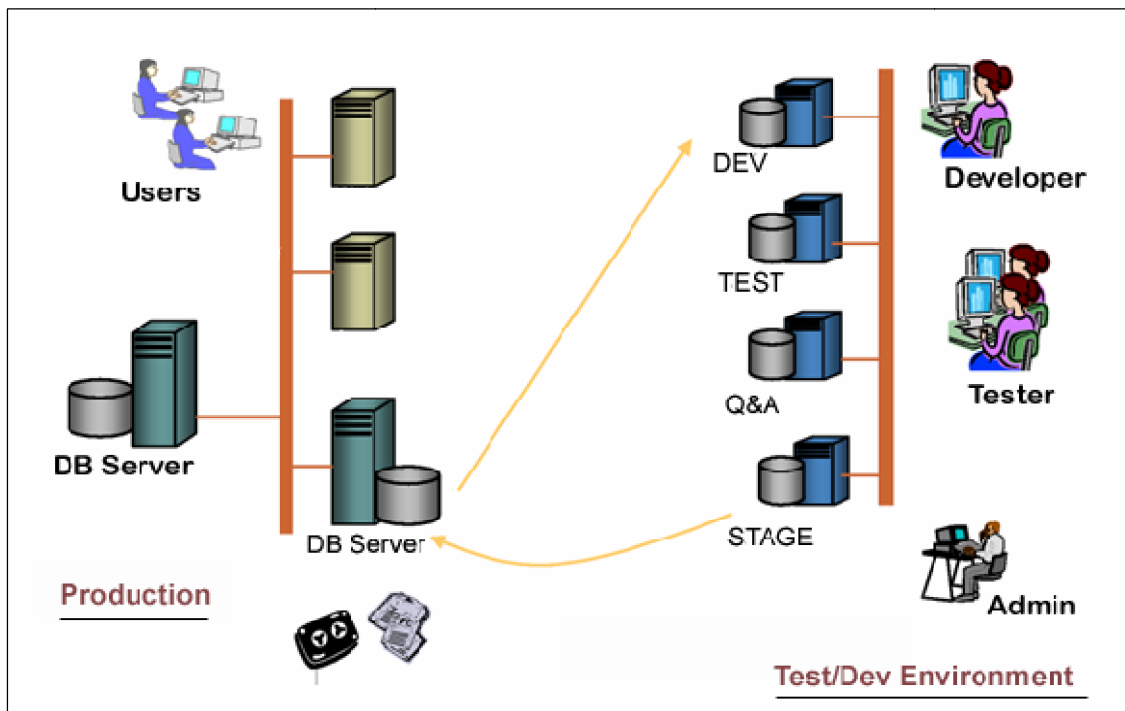 Users
DB Server
DB Server
Production
DEV
TEST
Q&A
STAGE
Developer
Tester
Admin
Test/Dev Environment